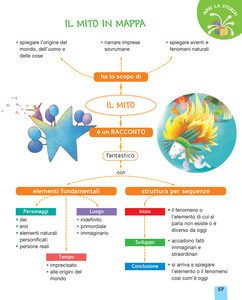 IL MITO IN MAPPA
APRI LA STORIA
• spiegare l'origine del
mondo, dell'uomo e
delle cose
• narrare imprese
sovrumane
• spiegare eventi e
fenomeni naturali
ha lo scopo di
IL MITO
è un RACCONTO
fantastico
con
elementi fondamentali
struttura per sequenze
Personaggi
• dei
• eroi
• elementi naturali
personificati
• persone reali
Luogo
• indefinito
• primordiale
• immaginario
Tempo
• imprecisato
• alle origini del
mondo
Inizio
• il fenomeno o
l'elemento di cui si
parla non esiste o è
diverso da oggi
Sviluppo
• accadono fatti
immaginari e
straordinari
Conclusione
• si arriva a spiegare
l'elemento o il fenomeno
così com'è oggi
57